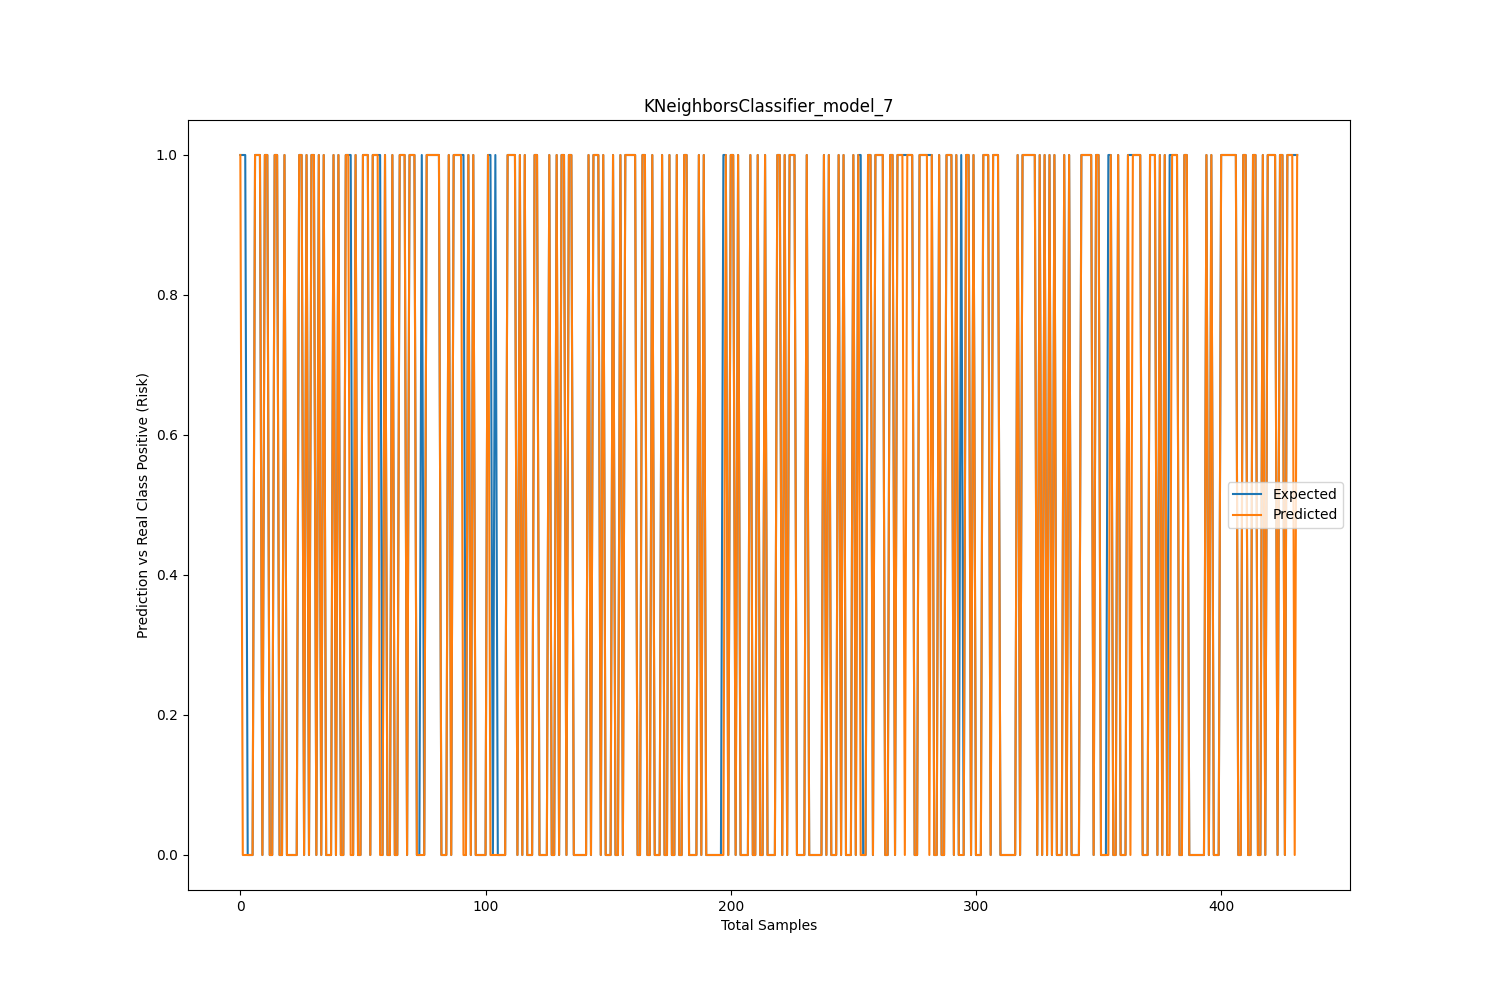 KNeighborsClassifier_model_7
1.0
0.8
0.6
0.4
0.2
0.0
Prediction vs Real Class Positive (Risk)
Expected
Predicted
0 100 200 300 400
Total Samples